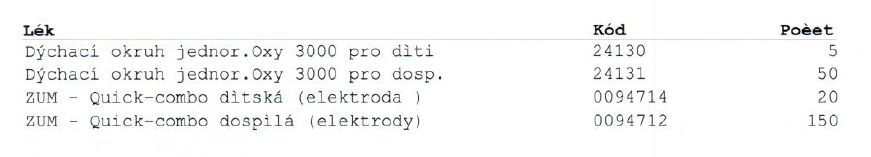 Lék Kód Poèet
Dýchací okruh jednor.Oxy 3000 pro dìti 24130 5
Dýchací okruh jednor.Oxy 3000 pro dosp. 24131 50
ZUM - Quick-combo dìtská (elektroda ) 0094714 20
ZUM - Quick-combo dospìlá (elektrody) 0094712 150